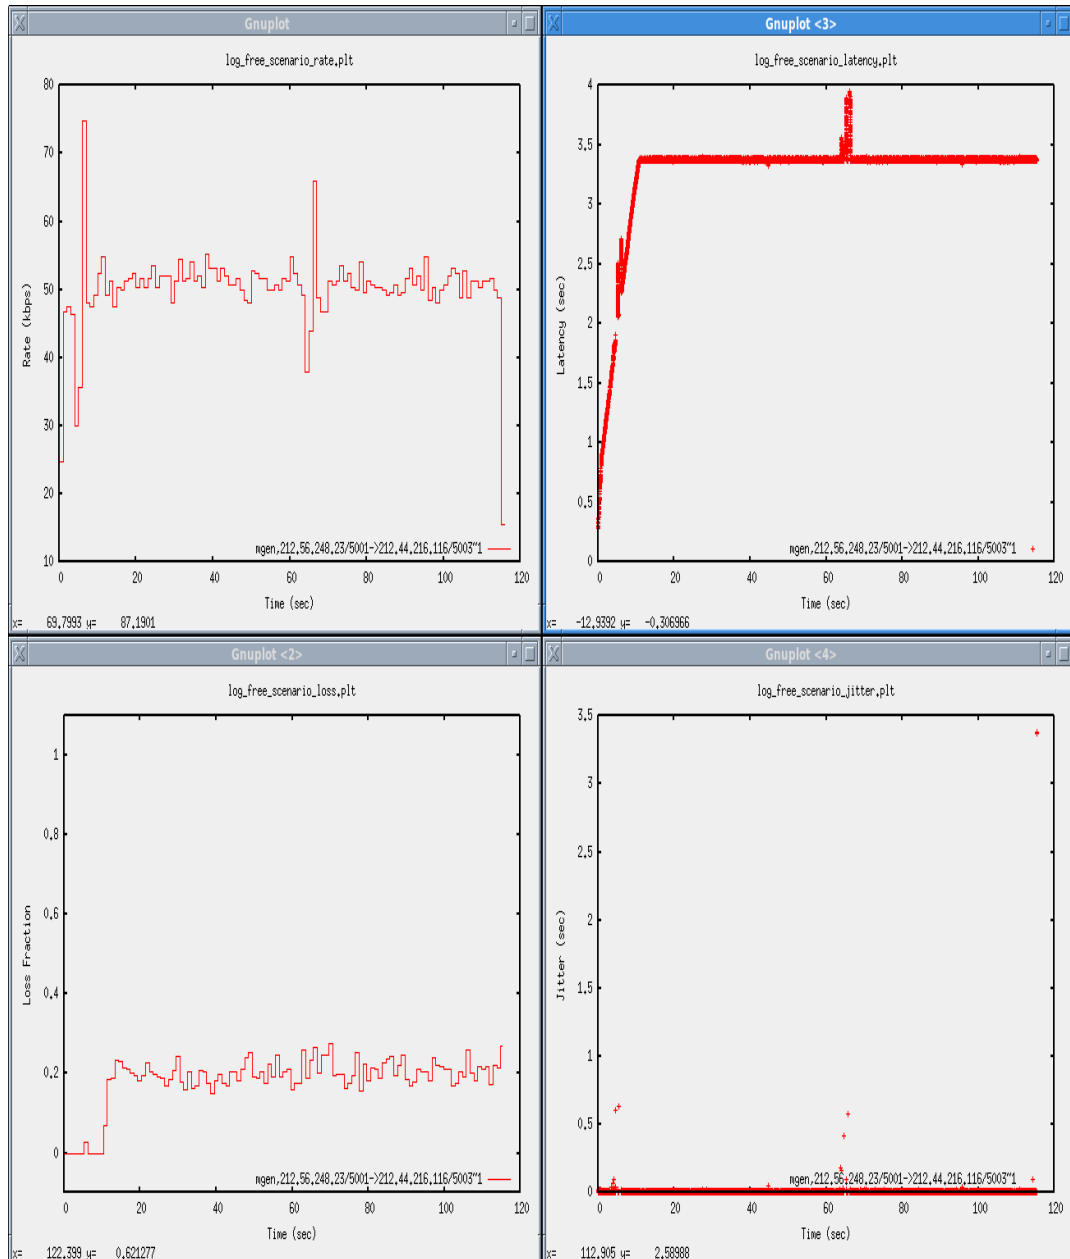 Gnuplot
log_free_scenario_rate.plt
80
70
60
50
40
30
20
10
Rate (kbps)
mgen,212.56.248.23/5001->212.44.216.116/5003~1
0 20 40 60 80 100 120
Time (sec)
x= 69.7993 y= 87.1901
Gnuplot <3>
log_free_scenario_latency.plt
4
3.5
3
2.5
2
1.5
1
0.5
0
Latency (sec)
mgen,212.56.248.23/5001->212.44.216.116/5003~1
0 20 40 60 80 100 120
Time (sec)
x= -12.9392 y= -0.306966
Gnuplot <2>
log_free_scenario_loss.plt
1
0.8
0.6
0.4
0.2
0
Loss Fraction
mgen,212.56.248.23/5001->212.44.216.116/5003~1
0 20 40 60 80 100 120
Time (sec)
x= 122.399 y= 0.621277
Gnuplot <4>
log_free_scenario_jitter.plt
3.5
3
2.5
2
1.5
1
0.5
0
Jitter (sec)
mgen,212.56.248.23/5001->212.44.216.116/5003~1
0 20 40 60 80 100 120
Time (sec)
x= 112.905 y= 2.58988